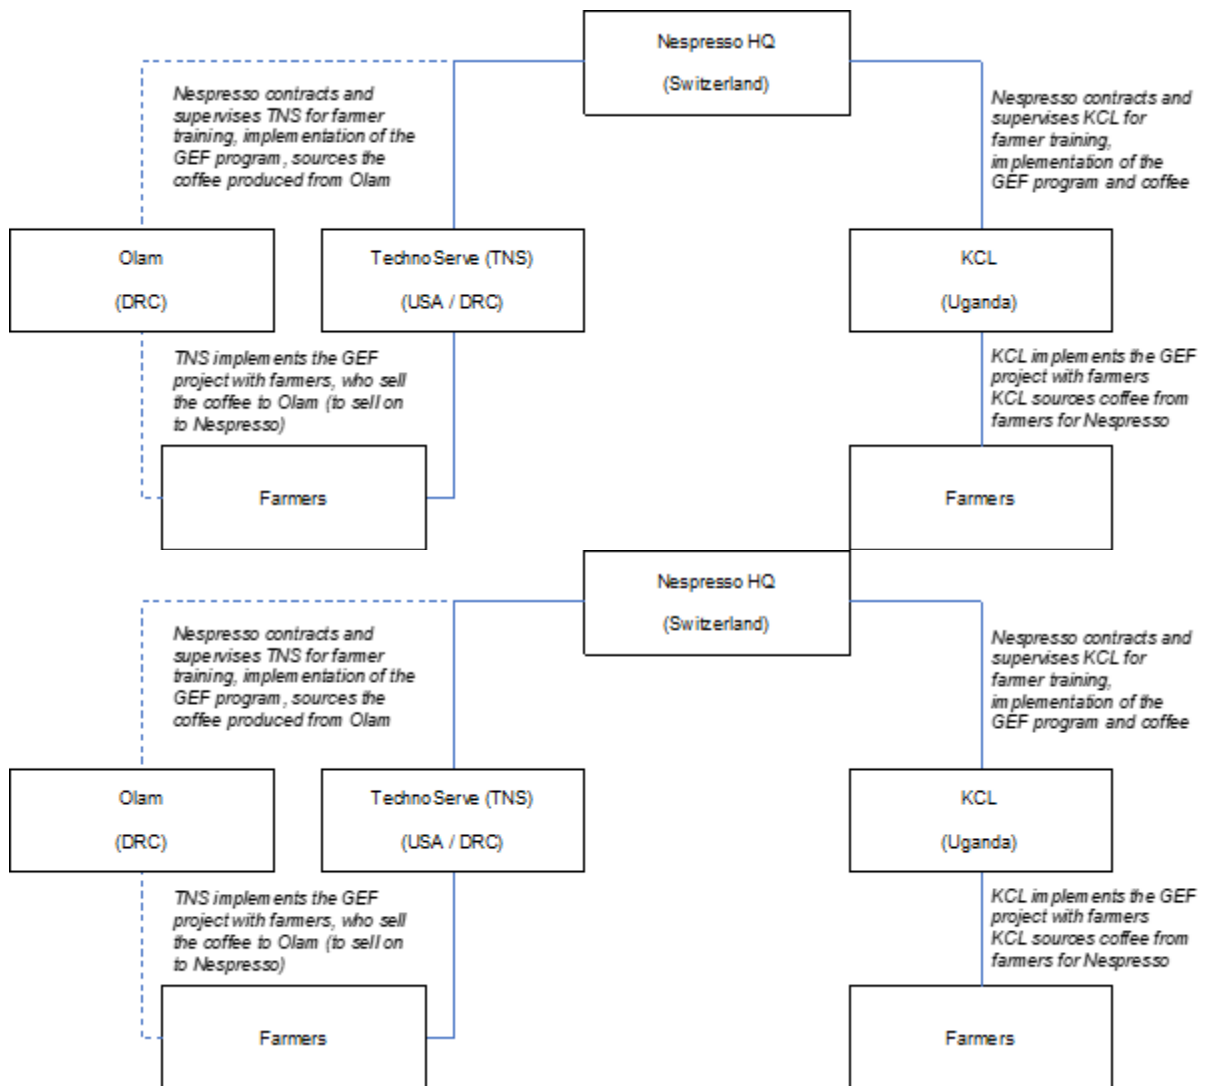 Nespresso HQ
(Switzerland)
Nespresso contracts and
supervises TNS for farmer
training, implementation of the
GEF program, sources the
coffee produced from Olam
Nespresso contracts and
supervises KCL for
farmer training,
implementation of the
GEF program and coffee
Olam
(DRC)
TechnoServe (TNS)
(USA / DRC)
KCL
(Uganda)
TNS implements the GEF
project with farmers, who sell
the coffee to Olam (to sell on
to Nespresso)
KCL implements the GEF
project with farmers
KCL sources coffee from
farmers for Nespresso
Farmers
Farmers
Nespresso HQ
(Switzerland)
Nespresso contracts and
supervises TNS for farmer
training, implementation of the
GEF program, sources the
coffee produced from Olam
Nespresso contracts and
supervises KCL for
farmer training,
implementation of the
GEF program and coffee
Olam
(DRC)
TechnoServe (TNS)
(USA / DRC)
KCL
(Uganda)
TNS implements the GEF
project with farmers, who sell
the coffee to Olam (to sell on
to Nespresso)
KCL implements the GEF
project with farmers
KCL sources coffee from
farmers for Nespresso
Farmers
Farmers